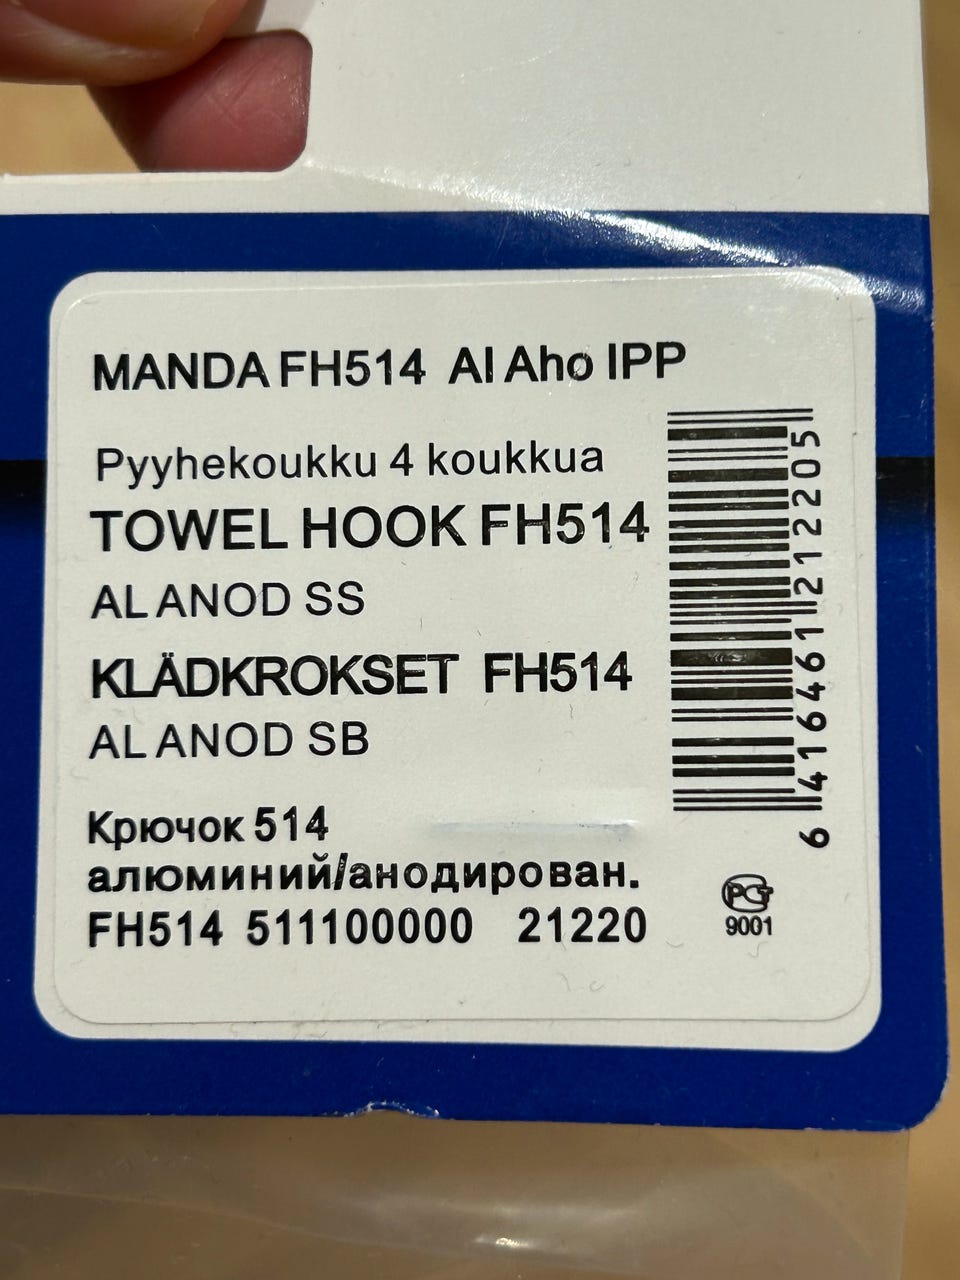 MANDA FH514 Al Aho IPP
Pyyhekoukku 4 koukkua
TOWEL HOOK FH514
AL ANOD SS
KLÄDKROKSET FH514
AL ANOD SB
Крючок 514
алюминий/анодирован.
FH514 511100000 21220
6 416461 212205
РСТ
9001